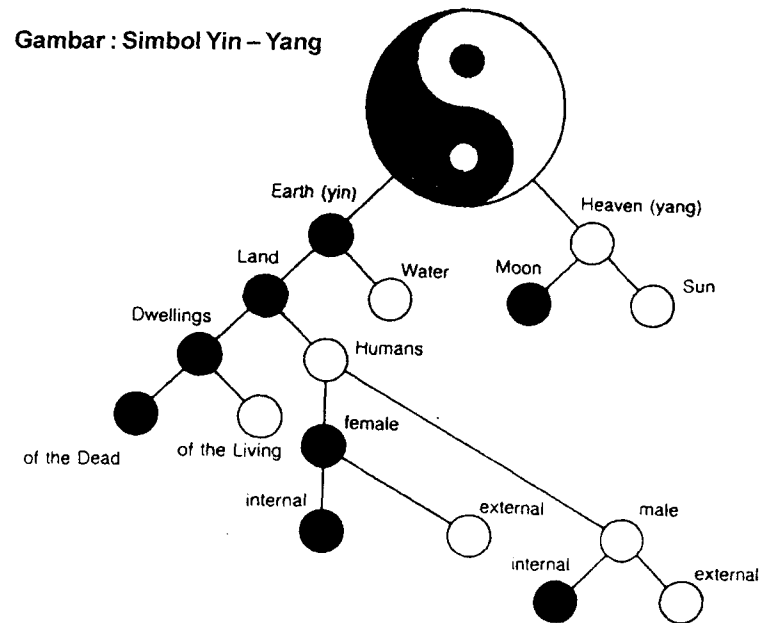 Gambar : Simbol Yin – Yang
Earth (yin)
Heaven (yang)
Land
Water
Moon
Sun
Dwellings
Humans
of the Dead
of the Living
female
internal
external
male
internal
external